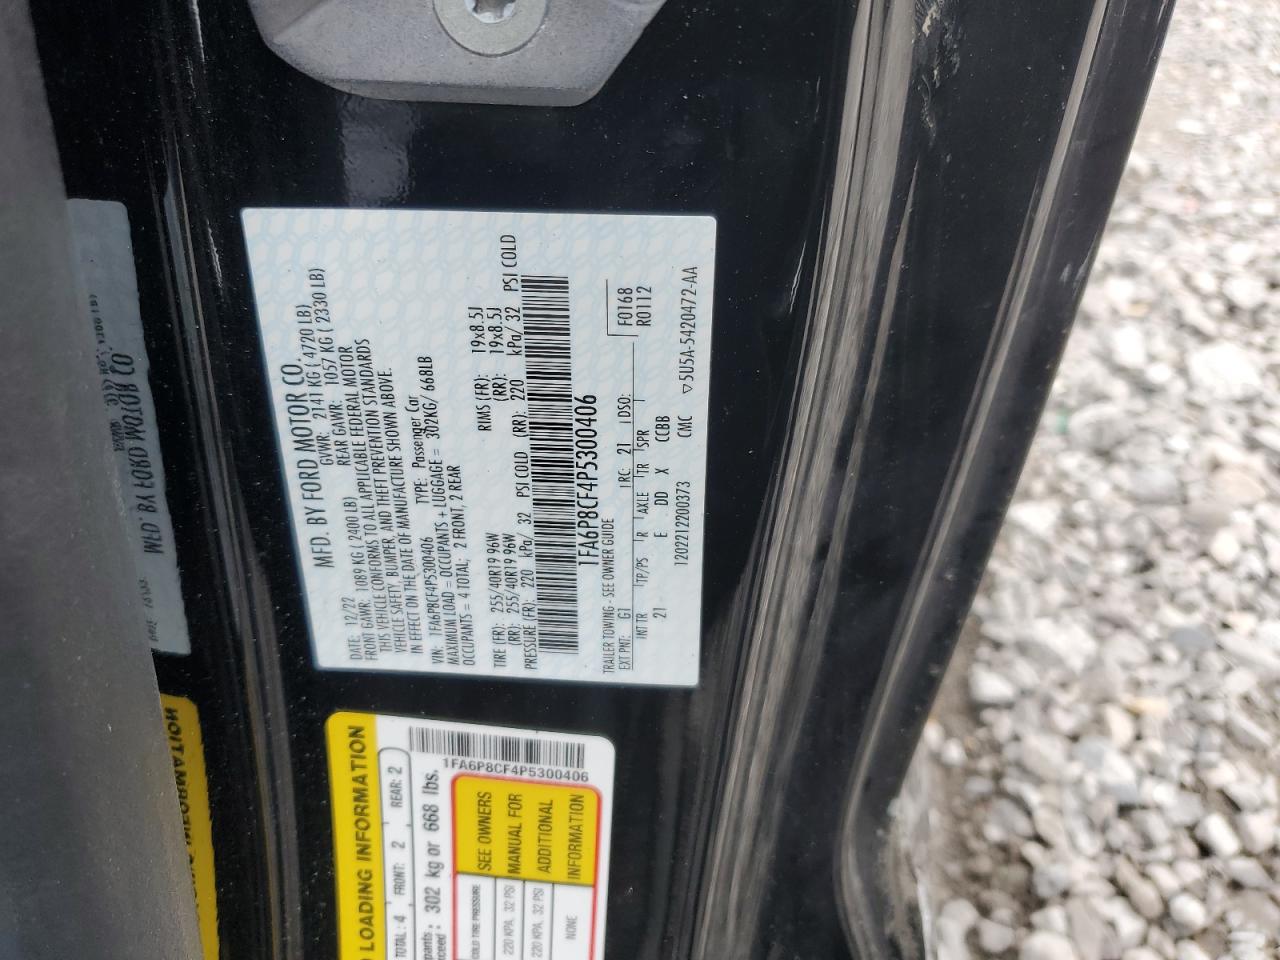 MFD. BY FORD MOTOR CO.
DATE: 12/22 GVWR: 2141 KG ( 4720 LB)
FRONT GAWR: 1089 KG ( 2400 LB) REAR GAWR: 1057 KG ( 2330 LB)
THIS VEHICLE CONFORMS TO ALL APPLICABLE FEDERAL MOTOR
VEHICLE SAFETY, BUMPER, AND THEFT PREVENTION STANDARDS
IN EFFECT ON THE DATE OF MANUFACTURE SHOWN ABOVE.
VIN: 1FA6P8CF4P5300406 TYPE: Passenger Car
MAXIMUM LOAD = OCCUPANTS + LUGGAGE = 302KG/ 668LB
OCCUPANTS = 4 TOTAL: 2 FRONT, 2 REAR
TIRE (FR): 255/40R19 96W RIMS (FR): 19x8.5J
(RR): 255/40R19 96W (RR): 19x8.5J
PRESSURE (FR): 220 kPa/ 32 PSI COLD (RR): 220 kPa/ 32 PSI COLD
1FA6P8CF4P5300406
TRAILER TOWING - SEE OWNER GUIDE
EXT PNT: G1 RC: 21 DSO: F0168
INT TR TP/PS R AXLE TR SPR R0112
21 E DD X CCBB
1202212200373 CMC ▽5U5A-5420472-AA
LOADING INFORMATION
TOTAL: 4 FRONT: 2 REAR: 2
302 kg or 668 lbs.
1FA6P8CF4P5300406
COLD TIRE PRESSURE
220 KPA, 32 PSI
220 KPA, 32 PSI
NONE
SEE OWNERS
MANUAL FOR
ADDITIONAL
INFORMATION